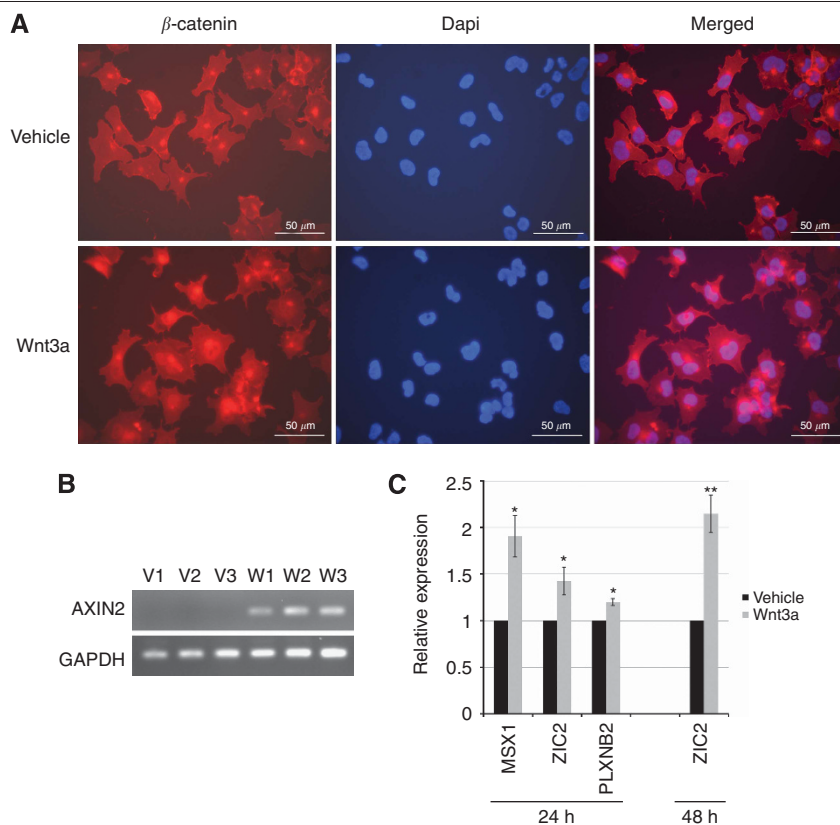 A
β-catenin Dapi Merged
Vehicle
50 μm 50 μm 50 μm
Wnt3a
50 μm 50 μm 50 μm
B
V1 V2 V3 W1 W2 W3
AXIN2
GAPDH
C
Relative expression
2.5
2
1.5
1
0.5
0
* * * **
Vehicle
Wnt3a
MSX1 ZIC2 PLXNB2 ZIC2
24 h 48 h